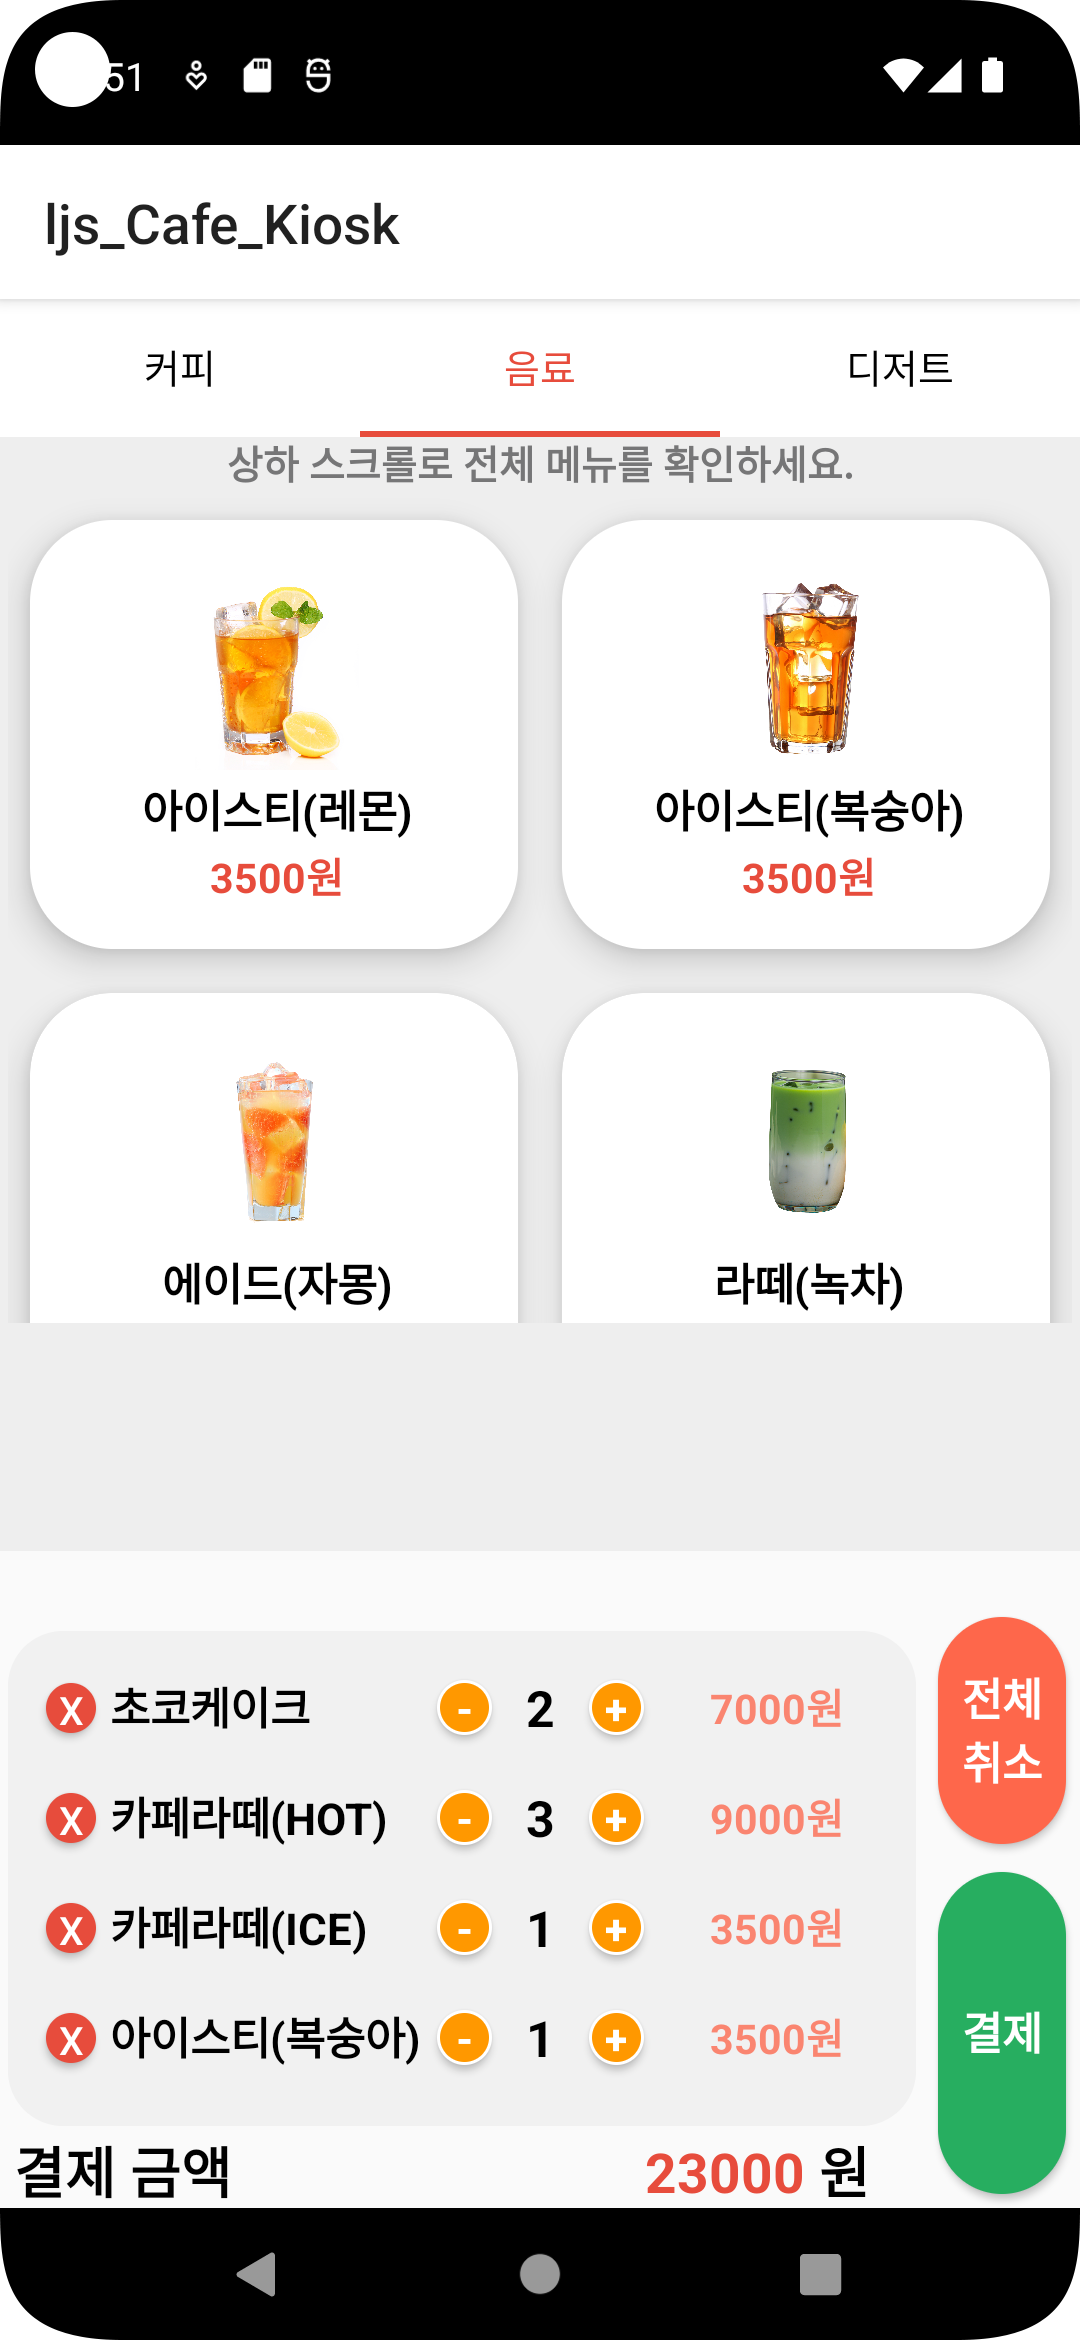 51
ljs_Cafe_Kiosk
커피 음료 디저트
상하 스크롤로 전체 메뉴를 확인하세요.
아이스티(레몬) 아이스티(복숭아)
3500원 3500원
에이드(자몽) 라떼(녹차)
X 초코케이크 - 2 + 7000원
X 카페라떼(HOT) - 3 + 9000원
X 카페라떼(ICE) - 1 + 3500원
X 아이스티(복숭아) - 1 + 3500원
전체
취소
결제
결제 금액 23000 원